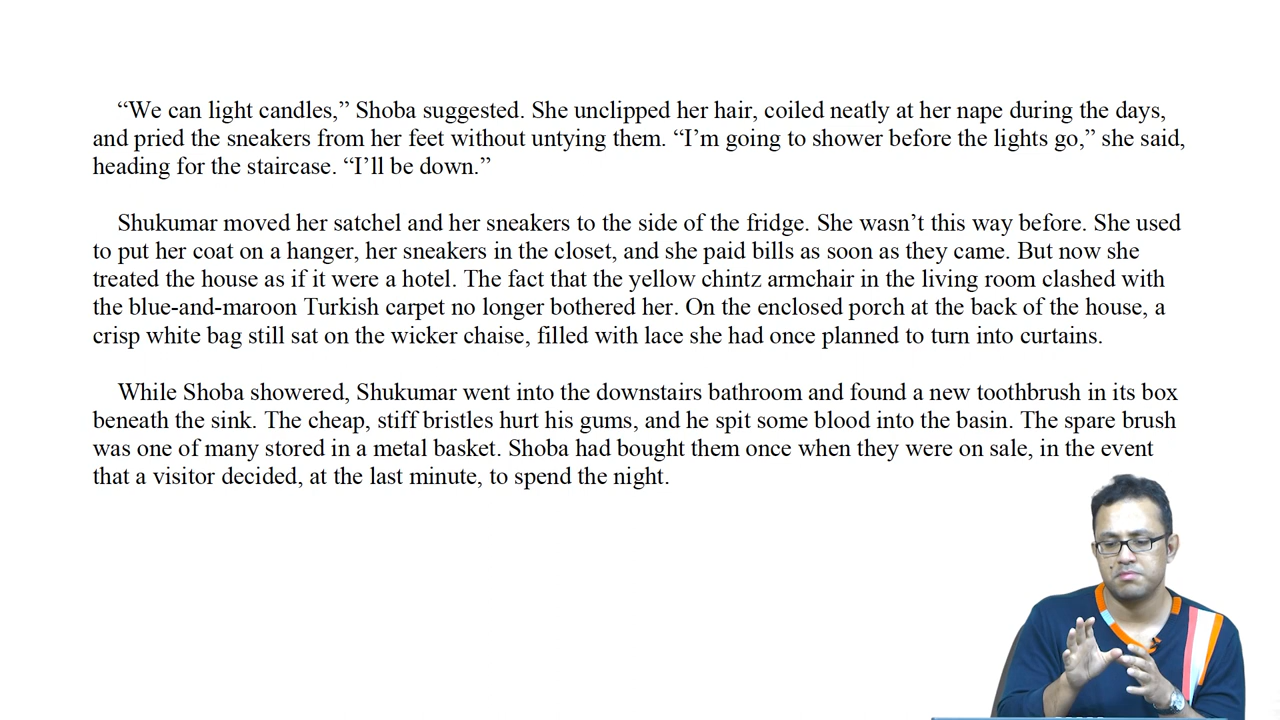 “We can light candles,” Shoba suggested. She unclipped her hair, coiled neatly at her nape during the days,
and pried the sneakers from her feet without untying them. “I’m going to shower before the lights go,” she said,
heading for the staircase. “I’ll be down.”
Shukumar moved her satchel and her sneakers to the side of the fridge. She wasn’t this way before. She used
to put her coat on a hanger, her sneakers in the closet, and she paid bills as soon as they came. But now she
treated the house as if it were a hotel. The fact that the yellow chintz armchair in the living room clashed with
the blue-and-maroon Turkish carpet no longer bothered her. On the enclosed porch at the back of the house, a
crisp white bag still sat on the wicker chaise, filled with lace she had once planned to turn into curtains.
While Shoba showered, Shukumar went into the downstairs bathroom and found a new toothbrush in its box
beneath the sink. The cheap, stiff bristles hurt his gums, and he spit some blood into the basin. The spare brush
was one of many stored in a metal basket. Shoba had bought them once when they were on sale, in the event
that a visitor decided, at the last minute, to spend the night.